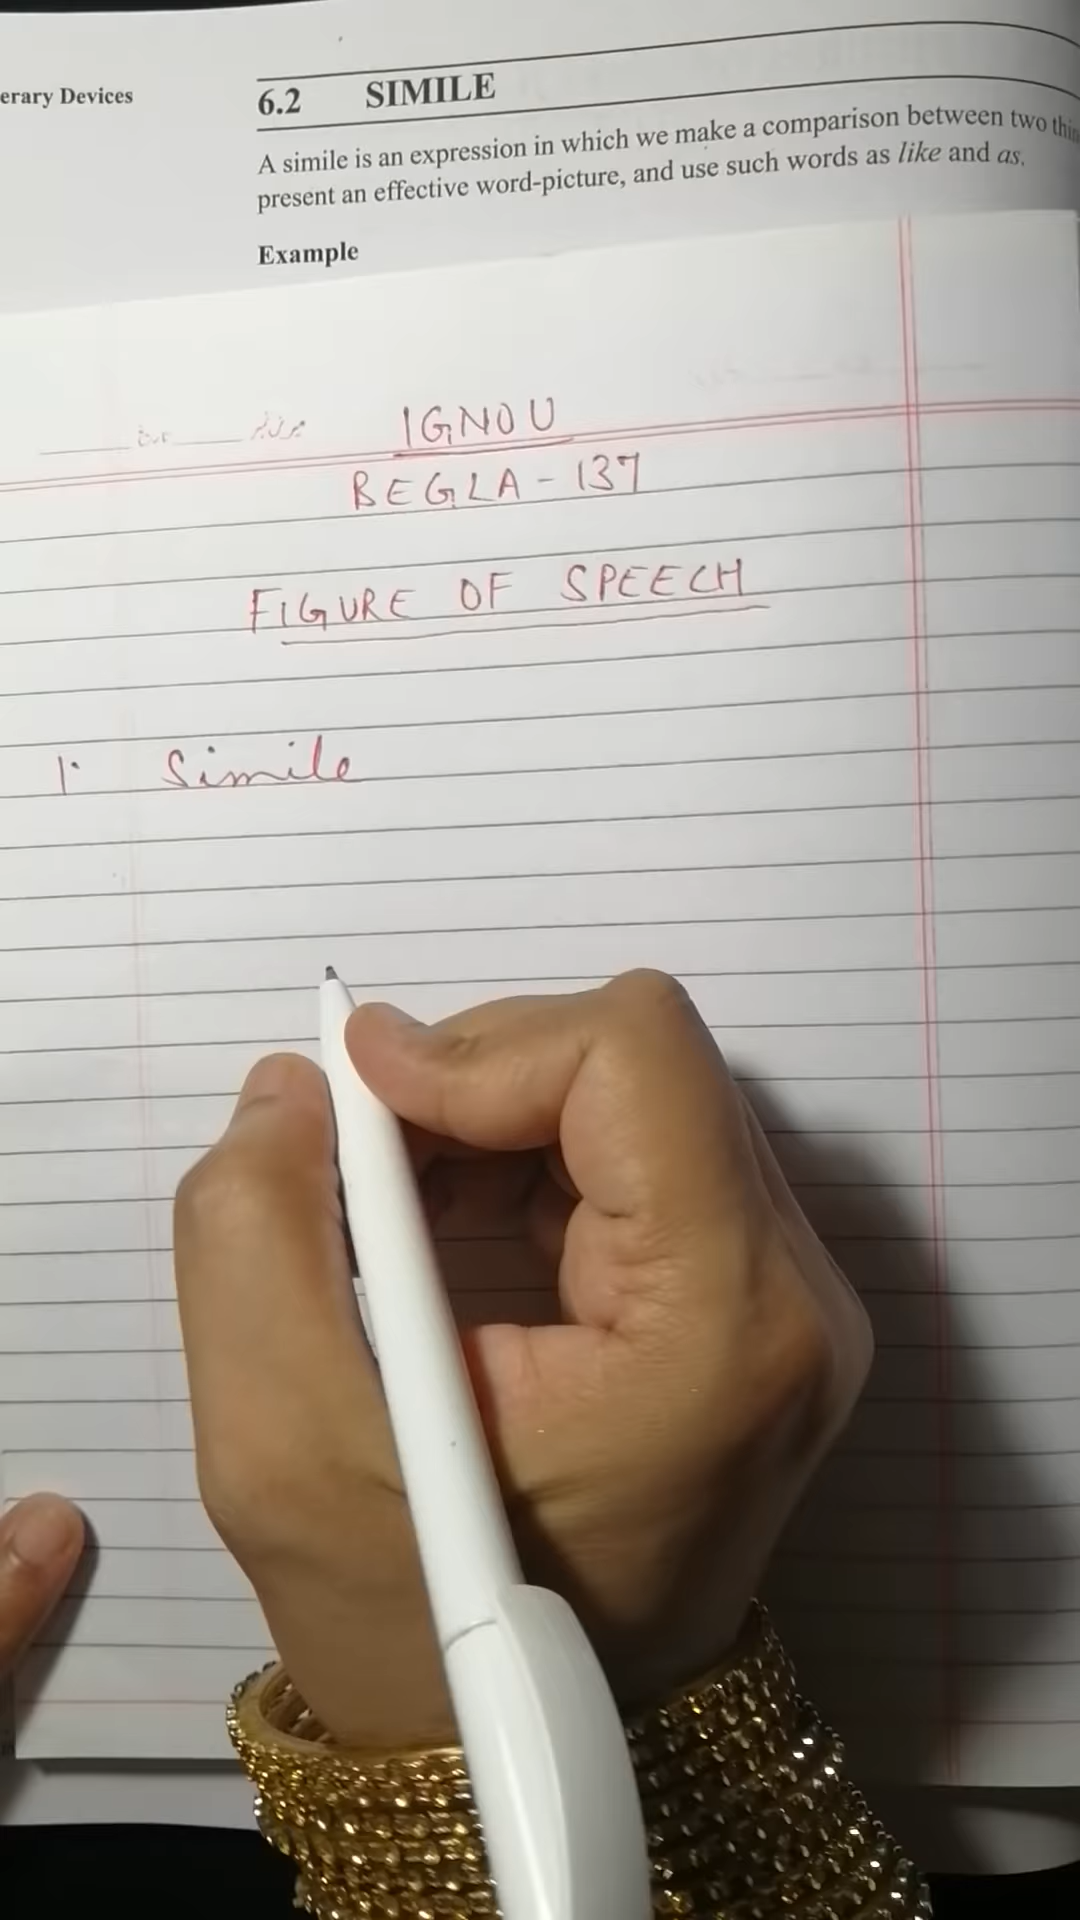 erary Devices
6.2 SIMILE
A simile is an expression in which we make a comparison between two thin
present an effective word-picture, and use such words as like and as.
Example
IGNOU
BEGLA - 137
FIGURE OF SPEECH
1. Simile